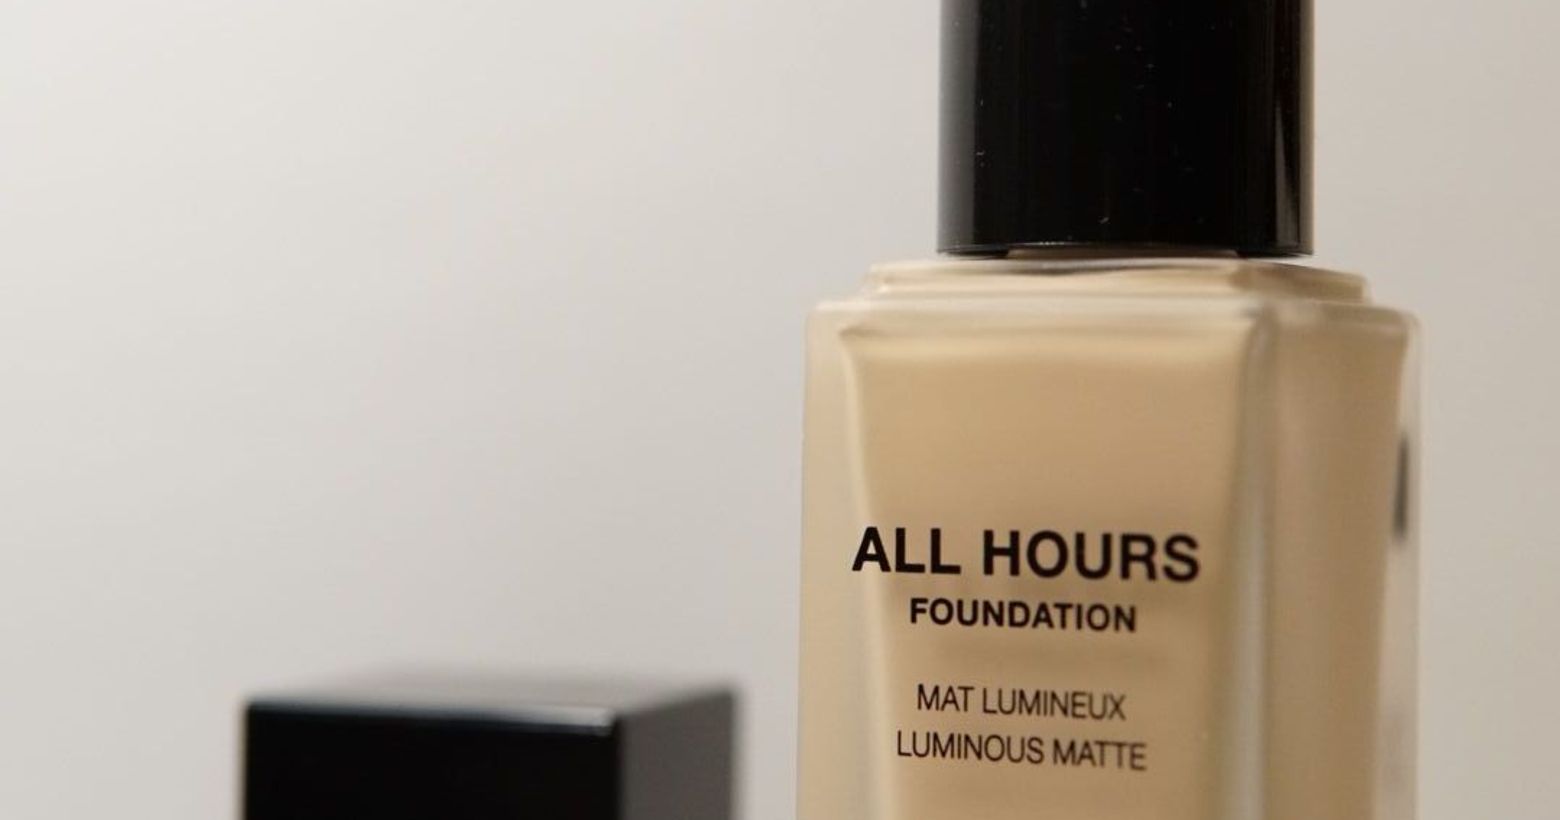 ALL HOURS
FOUNDATION
MAT LUMINEUX
LUMINOUS MATTE